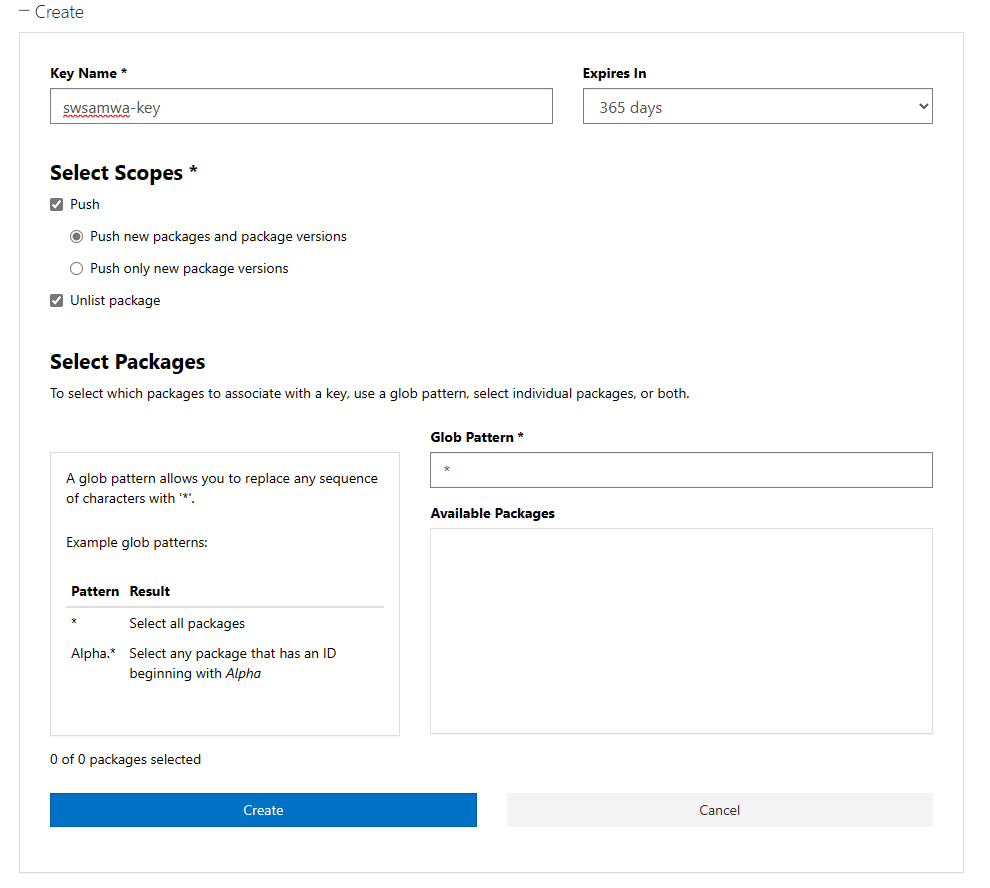 — Create
Key Name *
Expires In
swsamwa-key
365 days
Select Scopes *
Push
Push new packages and package versions
Push only new package versions
Unlist package
Select Packages
To select which packages to associate with a key, use a glob pattern, select individual packages, or both.
Glob Pattern *
*
A glob pattern allows you to replace any sequence
of characters with '*'.
Example glob patterns:
Pattern Result
* Select all packages
Alpha.* Select any package that has an ID
beginning with Alpha
Available Packages
0 of 0 packages selected
Create
Cancel